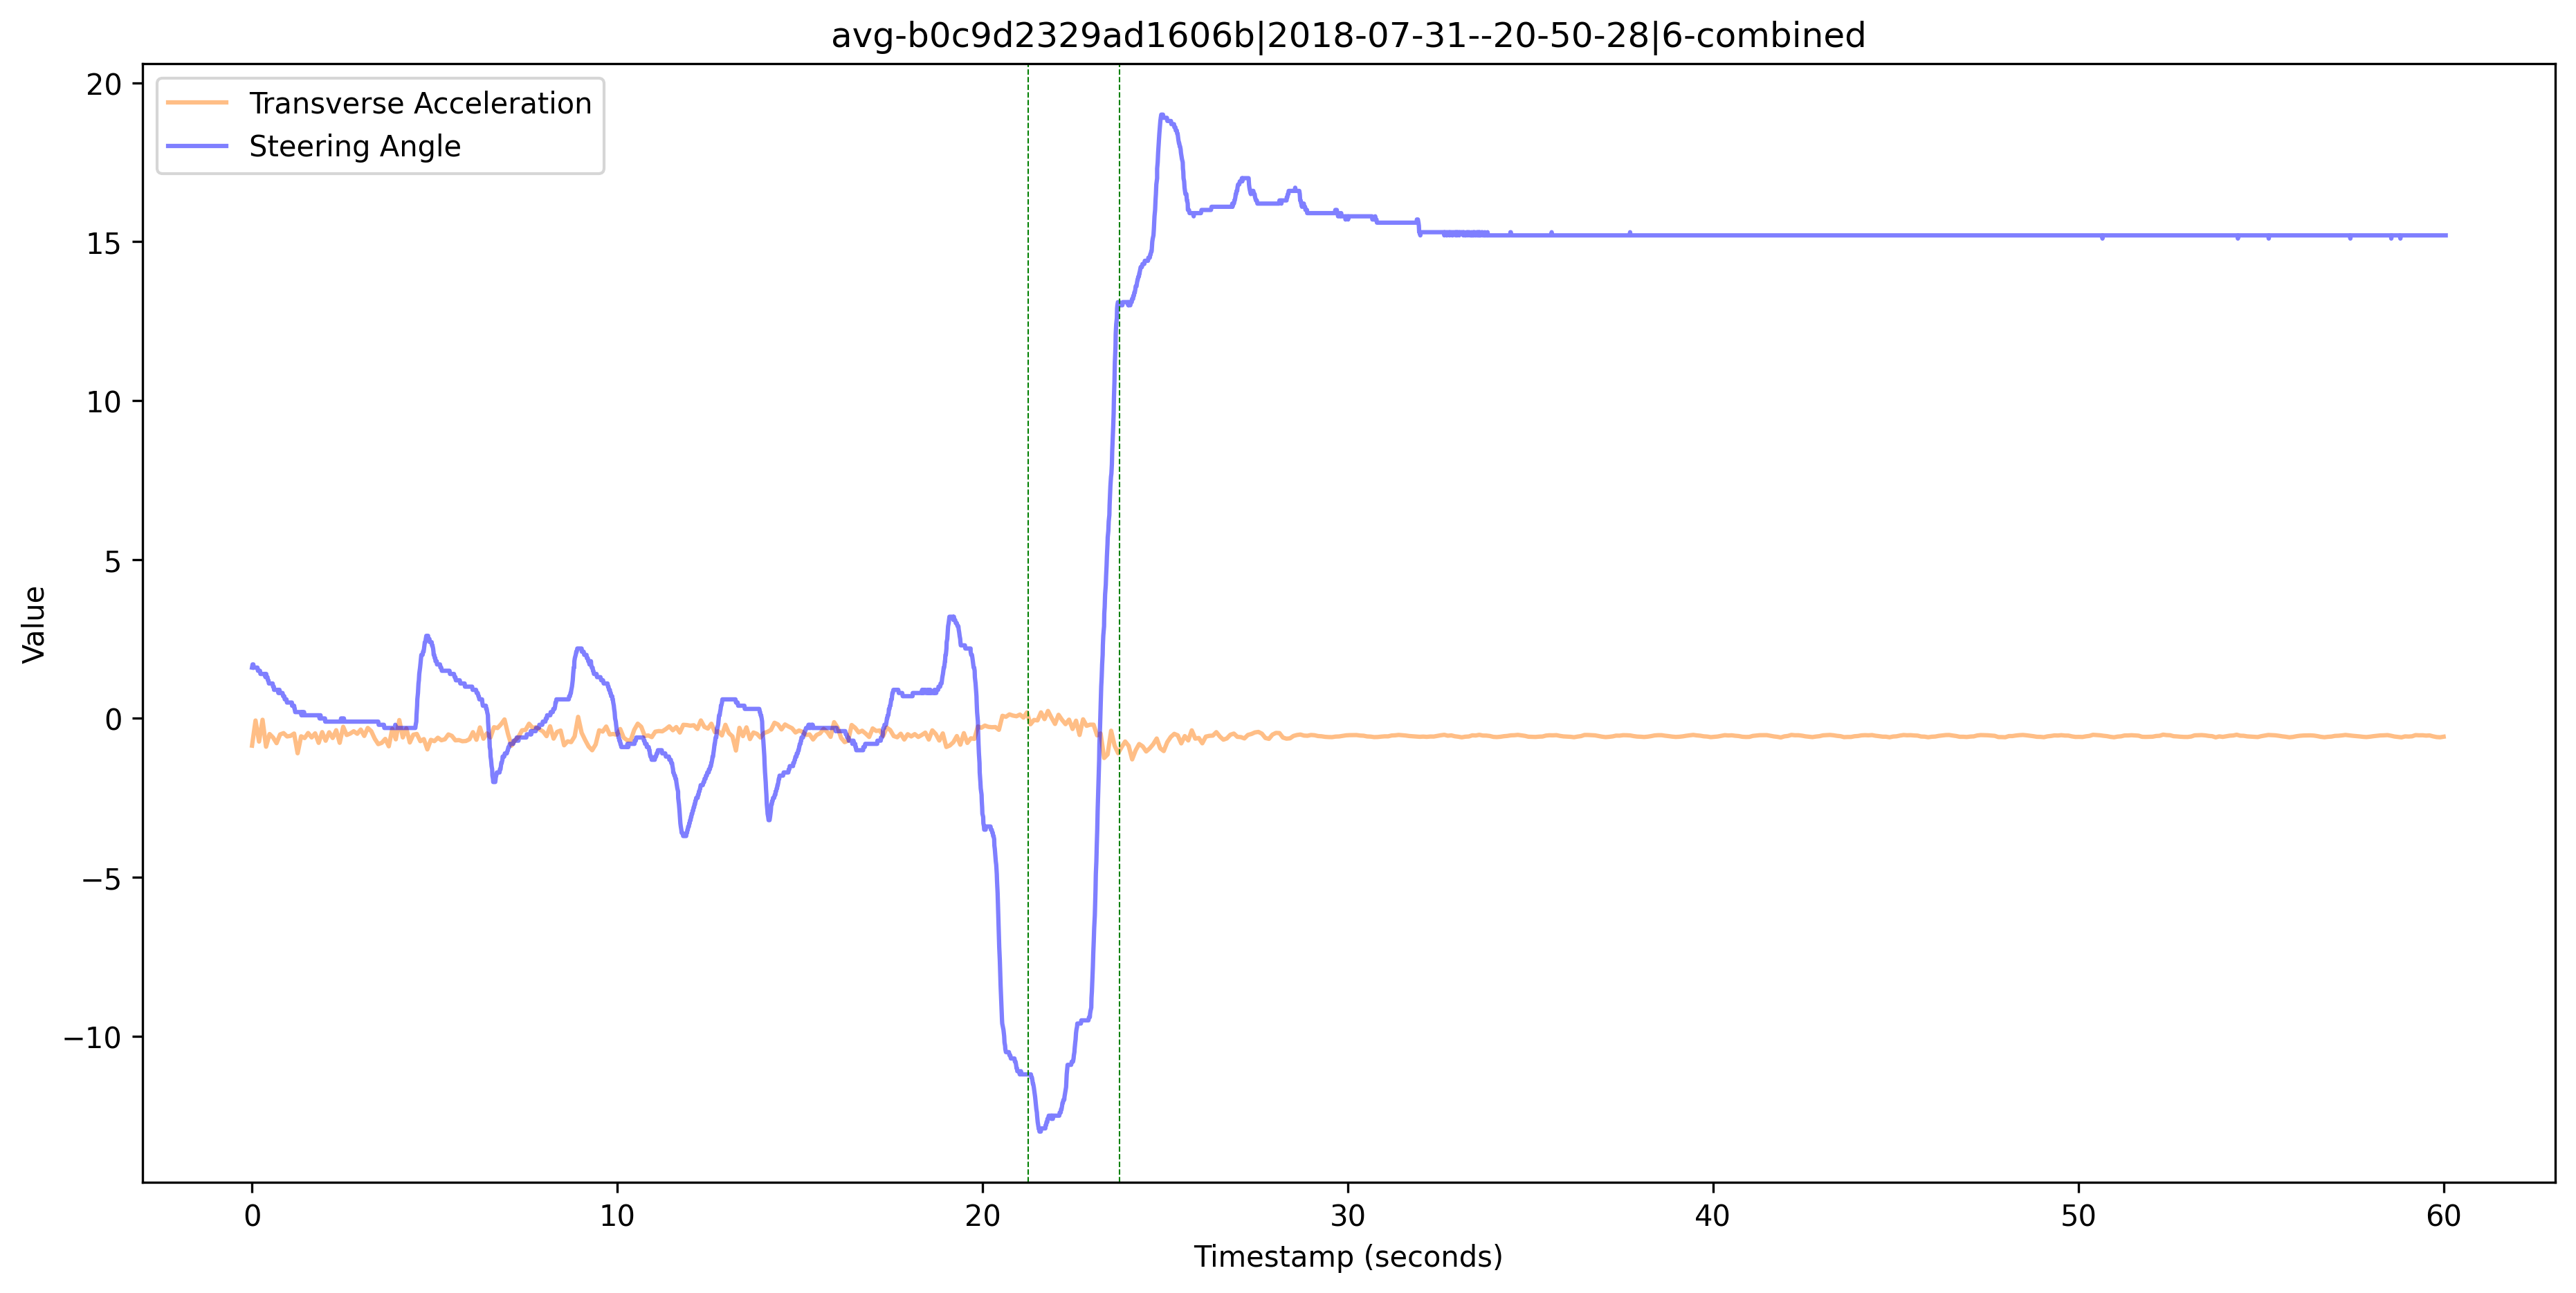 avg-b0c9d2329ad1606b|2018-07-31--20-50-28|6-combined
Transverse Acceleration
Steering Angle
20
15
10
5
0
−5
−10
Value
0 10 20 30 40 50 60
Timestamp (seconds)